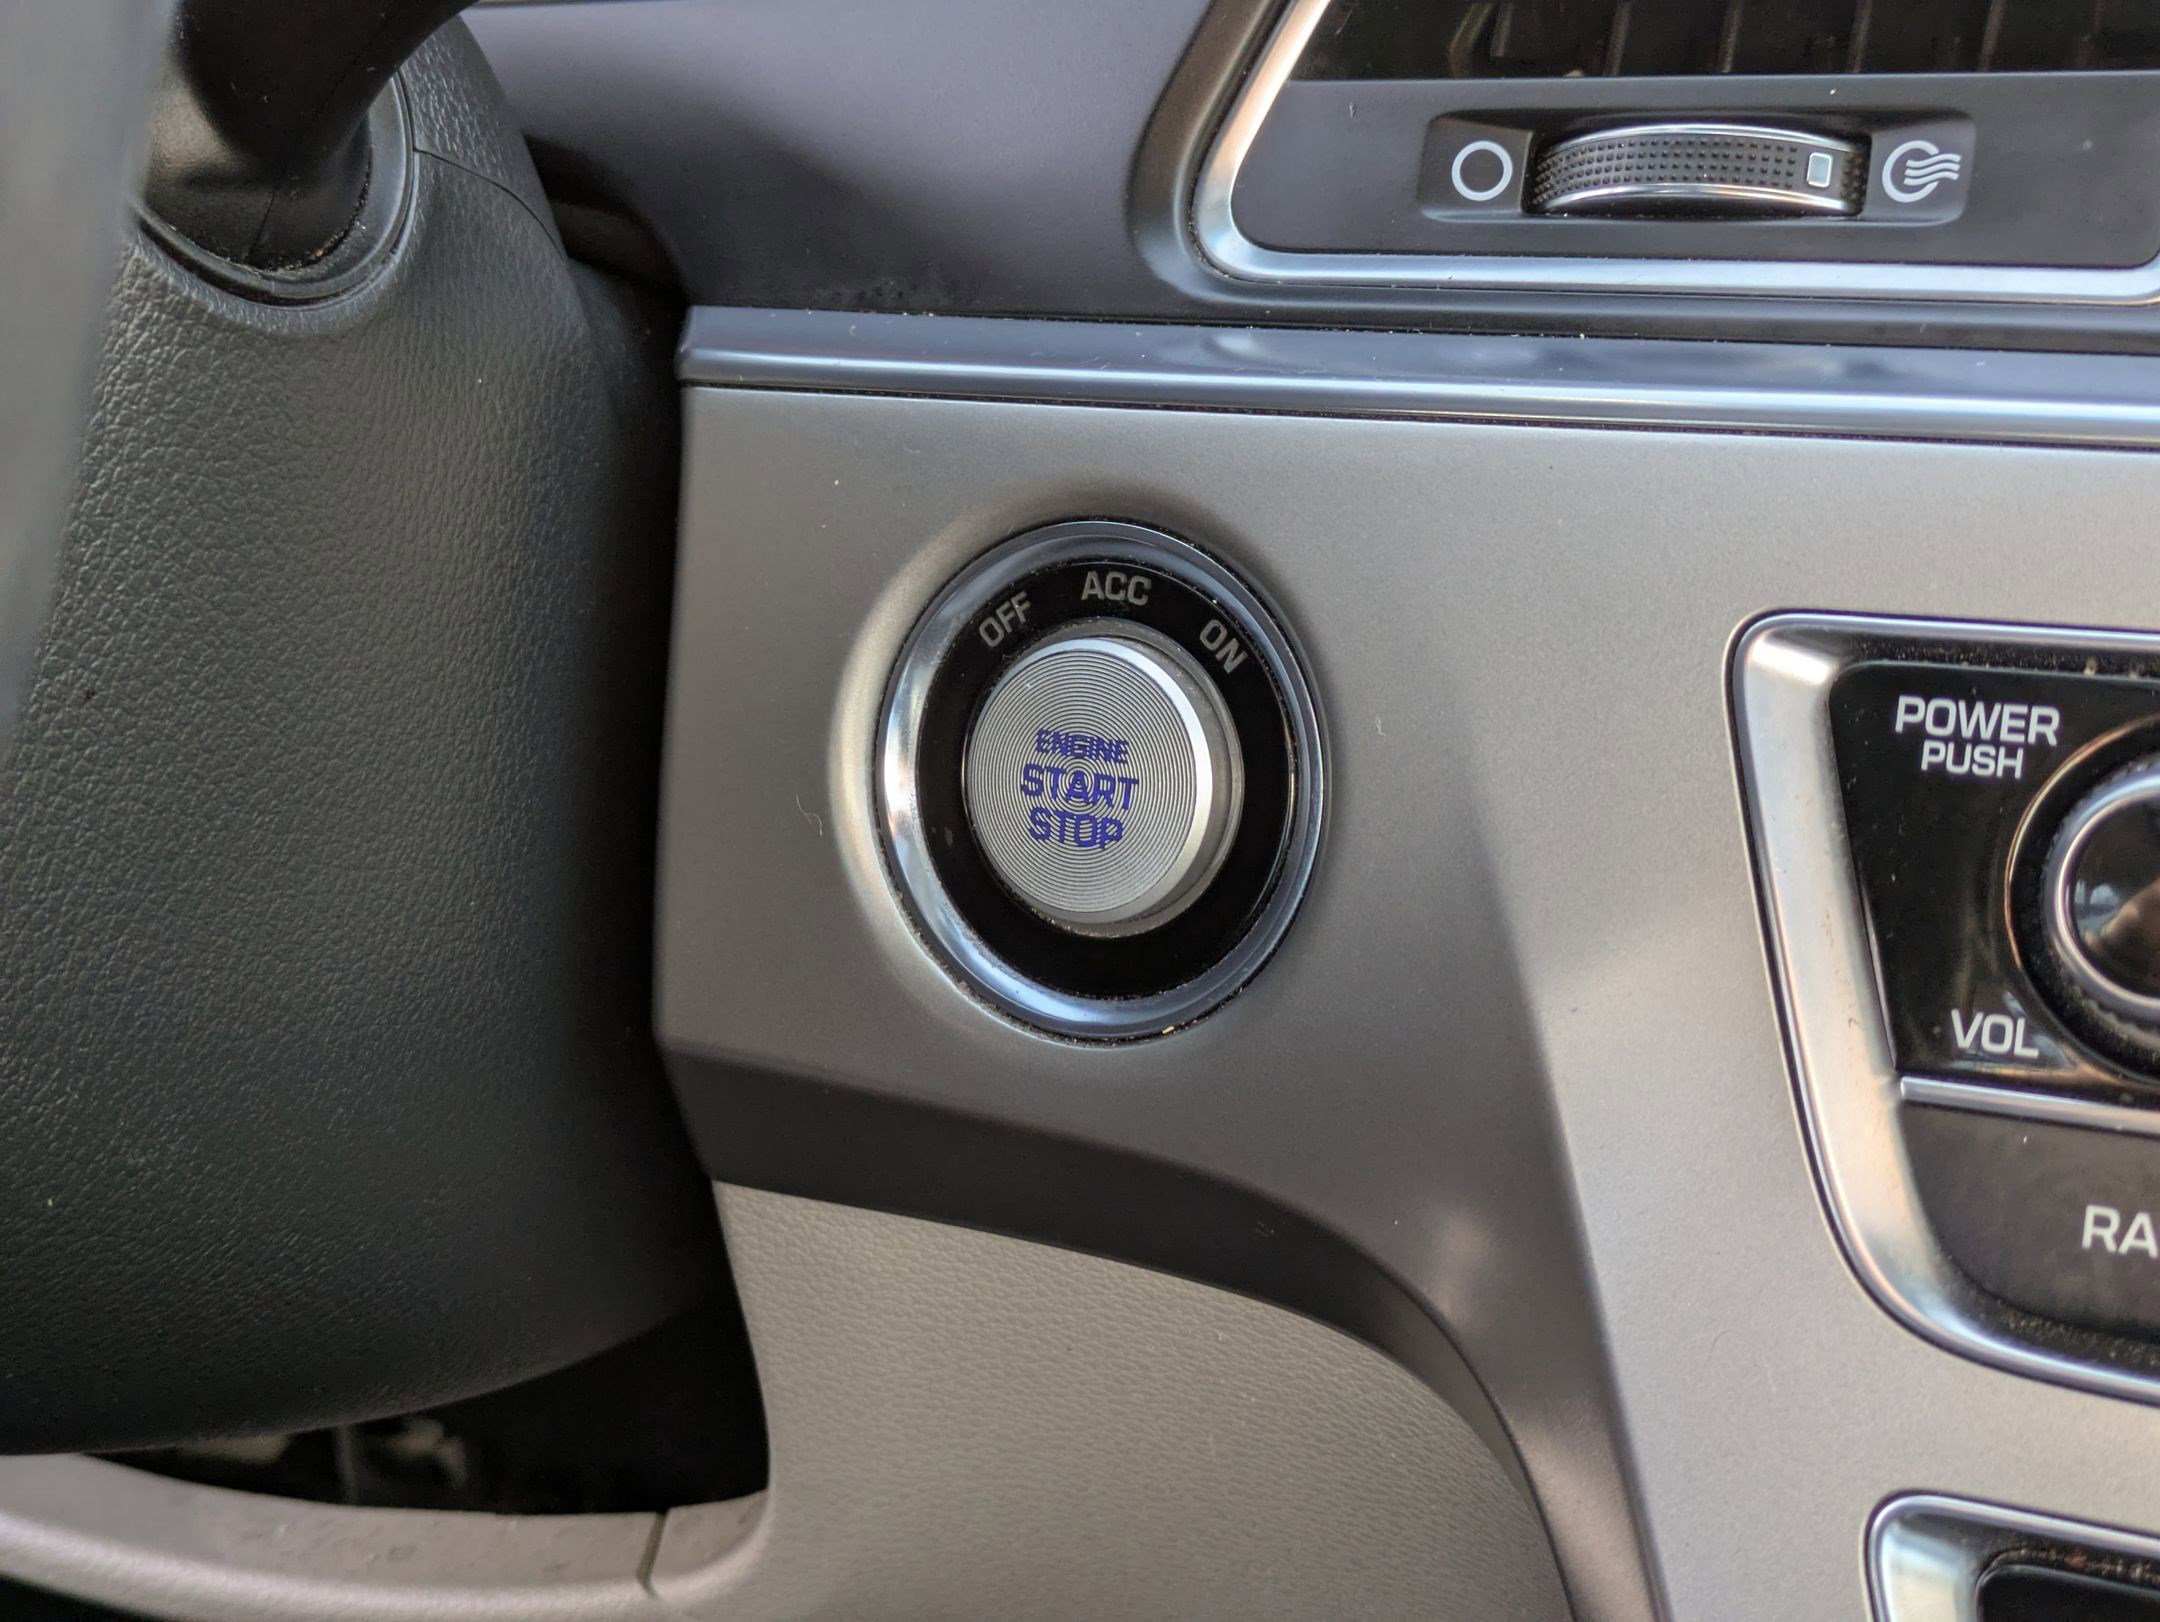 OFF ACC ON
ENGINE
START
STOP
POWER
PUSH
VOL
RA